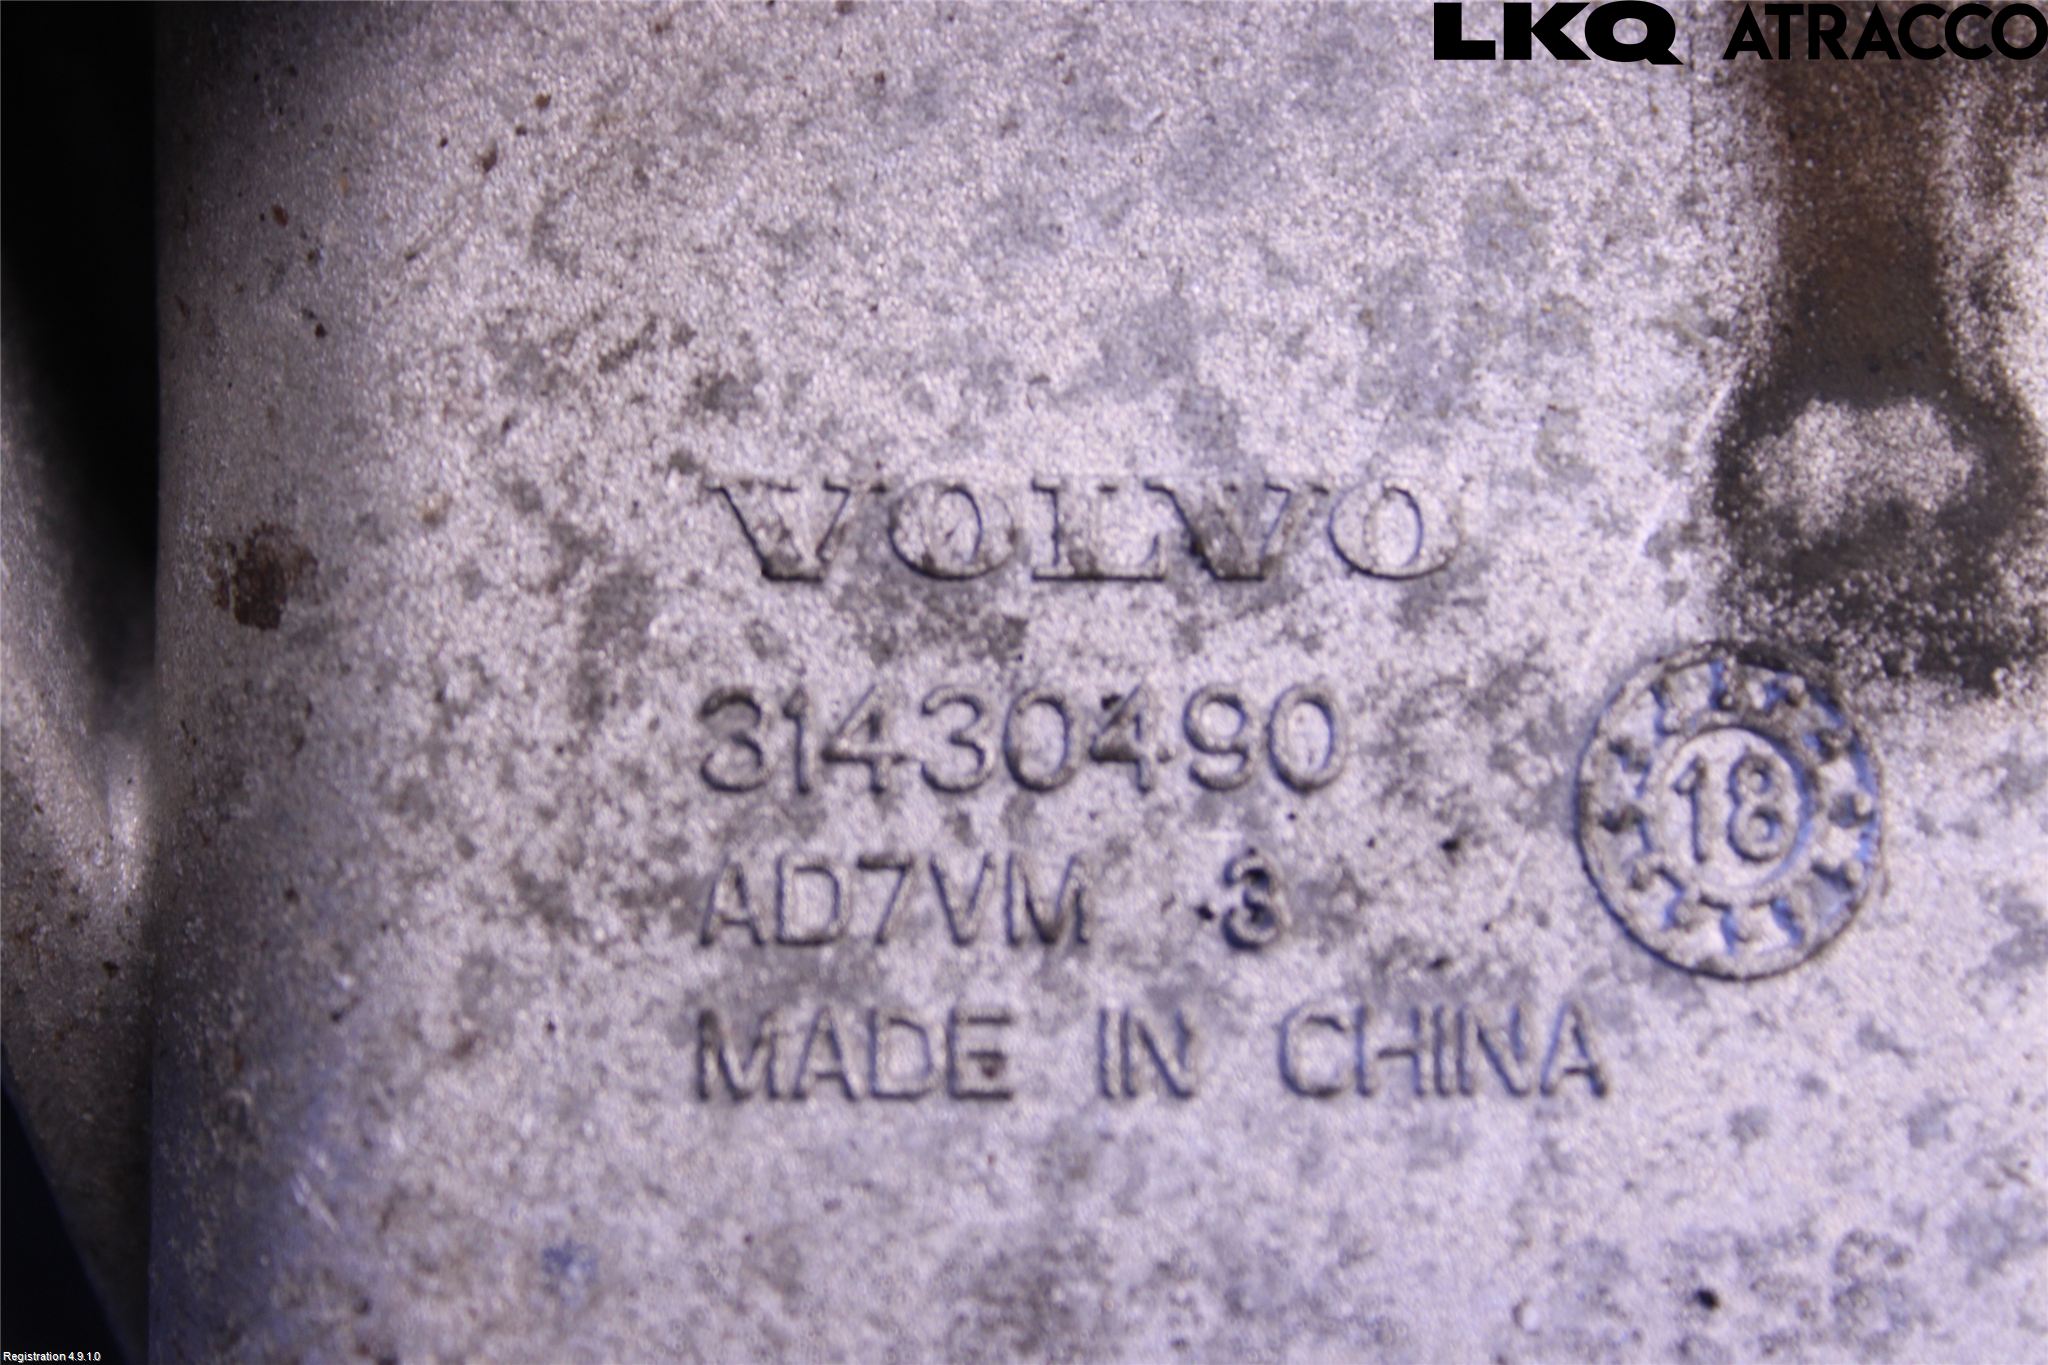 LKQ ATRACCO
VOLVO
31430490
AD7VM 3
18
MADE IN CHINA
Registration 4.9.1.0